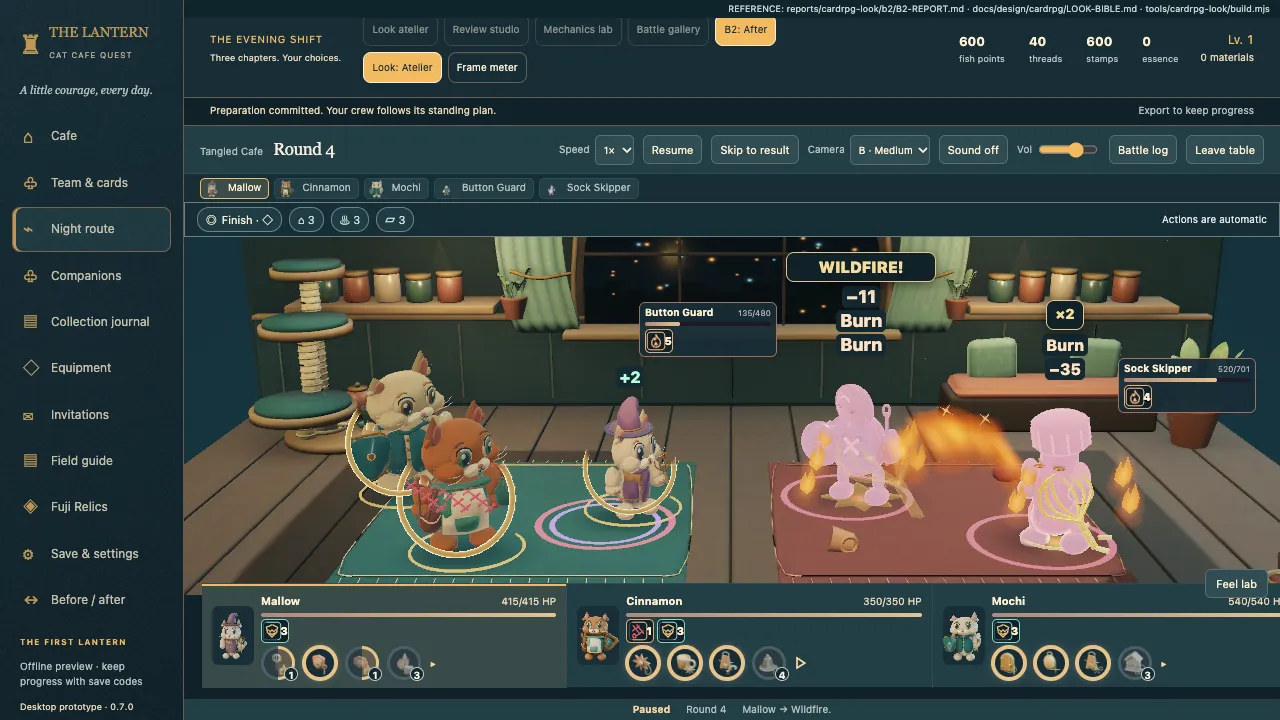 REFERENCE: reports/cardrpg-look/b2/B2-REPORT.md · docs/design/cardrpg/LOOK-BIBLE.md · tools/cardrpg-look/build.mjs
THE LANTERN
CAT CAFE QUEST
A little courage, every day.
Cafe
Team & cards
Night route
Companions
Collection journal
Equipment
Invitations
Field guide
Fuji Relics
Save & settings
Before / after
THE FIRST LANTERN
Offline preview · keep
progress with save codes
Desktop prototype · 0.7.0
THE EVENING SHIFT
Three chapters. Your choices.
Look atelier
Review studio
Mechanics lab
Battle gallery
B2: After
Look: Atelier
Frame meter
600
fish points
40
threads
600
stamps
0
essence
Lv. 1
0 materials
Preparation committed. Your crew follows its standing plan.
Export to keep progress
Tangled Cafe Round 4
Speed 1× Resume Skip to result Camera B · Medium Sound off Vol Battle log Leave table
Mallow Cinnamon Mochi Button Guard Sock Skipper
Finish · ◇ 3 3 3 Actions are automatic
WILDFIRE!
−11
Burn
Burn
Button Guard 135/480
5
×2
Burn
−35
Sock Skipper 520/701
4
+2
Feel lab
Mallow 415/415 HP
3
1 1 3
Cinnamon 350/350 HP
1 3
4
Mochi 540/540 H
3
3
Paused Round 4 Mallow → Wildfire.